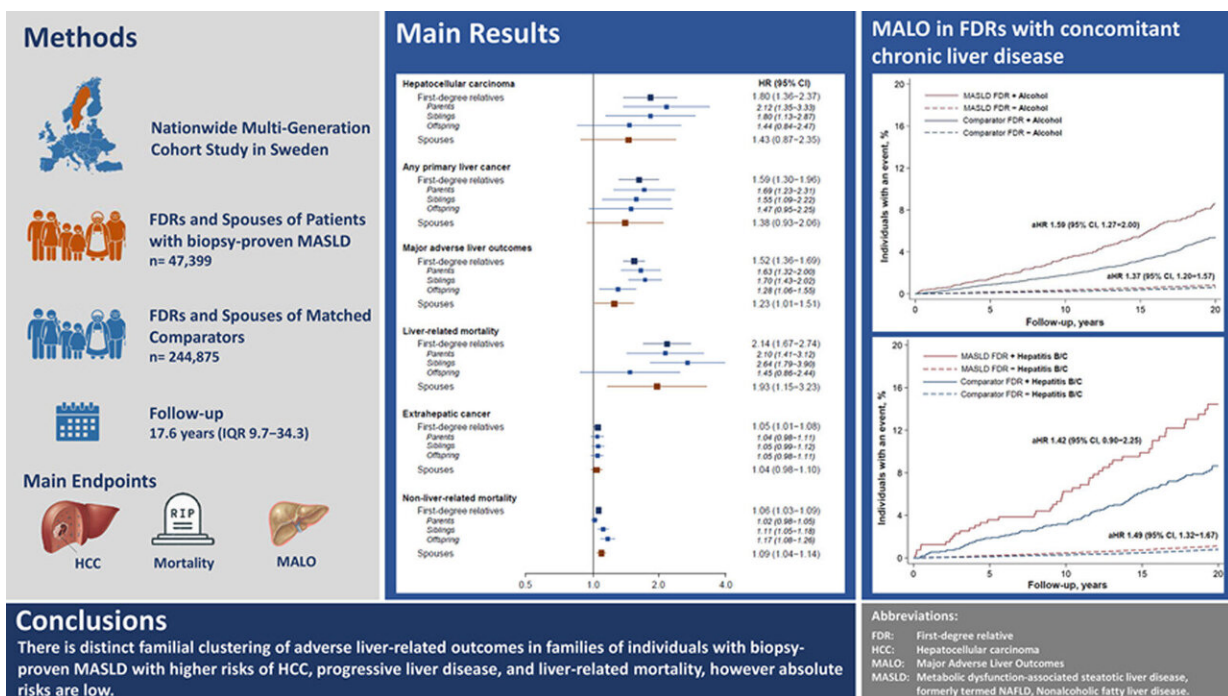 Methods
Nationwide Multi-Generation
Cohort Study in Sweden
FDRs and Spouses of Patients
with biopsy-proven MASLD
n= 47,399
FDRs and Spouses of Matched
Comparators
n= 244,875
Follow-up
17.6 years (IQR 9.7–34.3)
Main Endpoints
RIP
HCC
Mortality
MALO
Main Results
HR (95% CI)
Hepatocellular carcinoma
First-degree relatives 1.80 (1.36−2.37)
Parents 2.12 (1.35−3.33)
Siblings 1.80 (1.13−2.87)
Offspring 1.44 (0.84−2.47)
Spouses 1.43 (0.87−2.35)
Any primary liver cancer
First-degree relatives 1.59 (1.30−1.96)
Parents 1.69 (1.23−2.31)
Siblings 1.55 (1.09−2.22)
Offspring 1.47 (0.95−2.25)
Spouses 1.38 (0.93−2.06)
Major adverse liver outcomes
First-degree relatives 1.52 (1.36−1.69)
Parents 1.63 (1.32−2.00)
Siblings 1.70 (1.43−2.02)
Offspring 1.28 (1.06−1.55)
Spouses 1.23 (1.01−1.51)
Liver-related mortality
First-degree relatives 2.14 (1.67−2.74)
Parents 2.10 (1.41−3.12)
Siblings 2.64 (1.79−3.90)
Offspring 1.45 (0.86−2.44)
Spouses 1.93 (1.15−3.23)
Extrahepatic cancer
First-degree relatives 1.05 (1.01−1.08)
Parents 1.04 (0.98−1.11)
Siblings 1.05 (0.99−1.12)
Offspring 1.05 (0.98−1.11)
Spouses 1.04 (0.98−1.10)
Non-liver-related mortality
First-degree relatives 1.06 (1.03−1.09)
Parents 1.02 (0.98−1.05)
Siblings 1.11 (1.05−1.18)
Offspring 1.17 (1.08−1.26)
Spouses 1.09 (1.04−1.14)
0.5 1.0 2.0 4.0
MALO in FDRs with concomitant
chronic liver disease
MASLD FDR + Alcohol
MASLD FDR − Alcohol
Comparator FDR + Alcohol
Comparator FDR − Alcohol
Individuals with an event, %
20
16
12
8
4
0
aHR 1.59 (95% CI, 1.27−2.00)
aHR 1.37 (95% CI, 1.20−1.57)
0 5 10 15 20
Follow-up, years
MASLD FDR + Hepatitis B/C
MASLD FDR − Hepatitis B/C
Comparator FDR + Hepatitis B/C
Comparator FDR − Hepatitis B/C
Individuals with an event, %
20
16
12
8
4
0
aHR 1.42 (95% CI, 0.90−2.25)
aHR 1.49 (95% CI, 1.32−1.67)
0 5 10 15 20
Follow-up, years
Conclusions
There is distinct familial clustering of adverse liver-related outcomes in families of individuals with biopsy-
proven MASLD with higher risks of HCC, progressive liver disease, and liver-related mortality, however absolute
risks are low.
Abbreviations:
FDR: First-degree relative
HCC: Hepatocellular carcinoma
MALO: Major Adverse Liver Outcomes
MASLD: Metabolic dysfunction-associated steatotic liver disease,
formerly termed NAFLD, Nonalcoholic fatty liver disease.